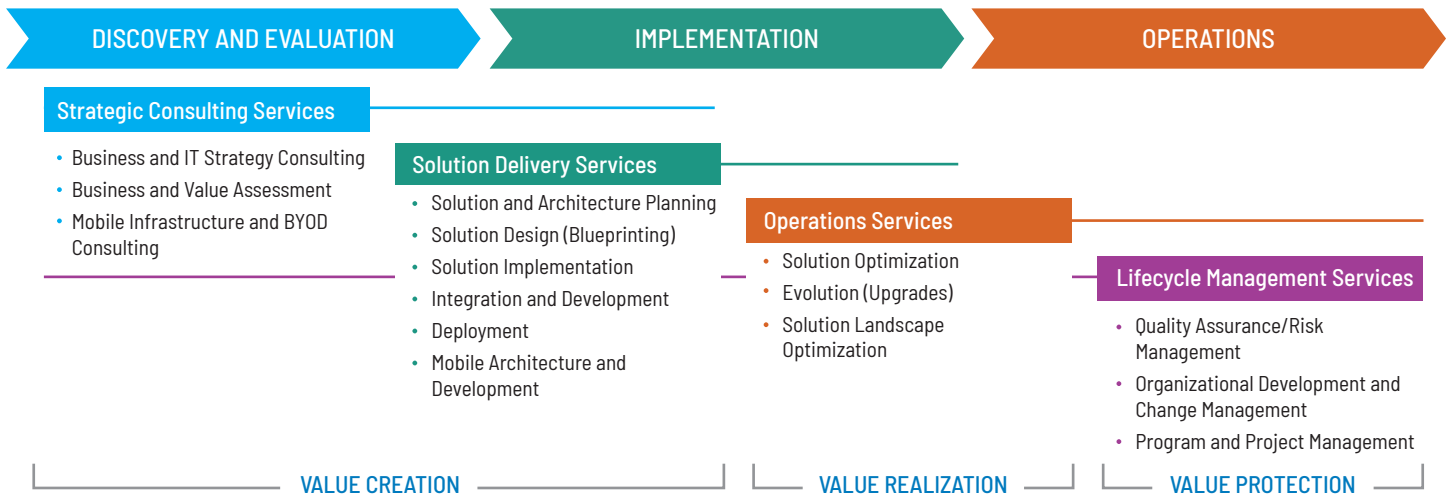 DISCOVERY AND EVALUATION
IMPLEMENTATION
OPERATIONS
Strategic Consulting Services
• Business and IT Strategy Consulting
• Business and Value Assessment
• Mobile Infrastructure and BYOD
Consulting
Solution Delivery Services
• Solution and Architecture Planning
• Solution Design (Blueprinting)
• Solution Implementation
• Integration and Development
• Deployment
• Mobile Architecture and
Development
Operations Services
• Solution Optimization
• Evolution (Upgrades)
• Solution Landscape
Optimization
Lifecycle Management Services
• Quality Assurance/Risk
Management
• Organizational Development and
Change Management
• Program and Project Management
VALUE CREATION
VALUE REALIZATION
VALUE PROTECTION